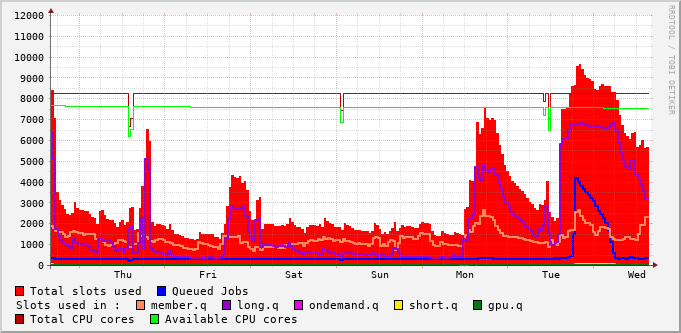 12000
11000
10000
9000
8000
7000
6000
5000
4000
3000
2000
1000
0
Thu Fri Sat Sun Mon Tue Wed
RRDTOOL / TOBI OETIKER
Total slots used Queued Jobs
Slots used in : member.q long.q ondemand.q short.q gpu.q
Total CPU cores Available CPU cores